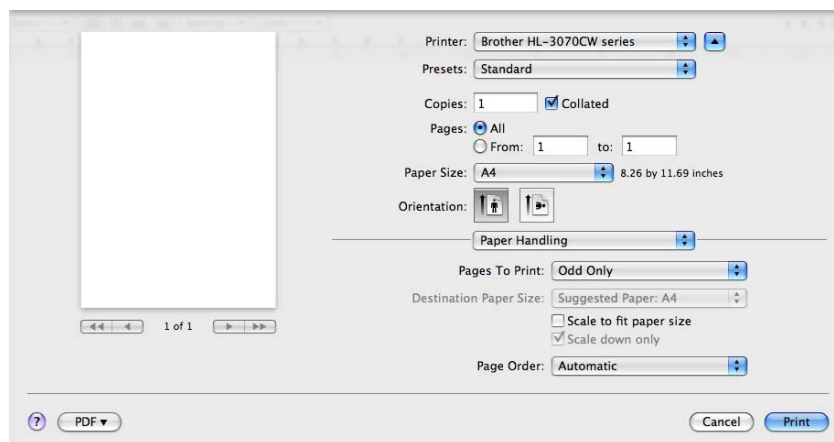 Printer: Brother HL-3070CW series
Presets: Standard
Copies: 1 Collated
Pages: All
From: 1 to: 1
Paper Size: A4 8.26 by 11.69 inches
Orientation:
Paper Handling
Pages To Print: Odd Only
Destination Paper Size: Suggested Paper: A4
Scale to fit paper size
1 of 1
Scale down only
Page Order: Automatic
? PDF Cancel Print